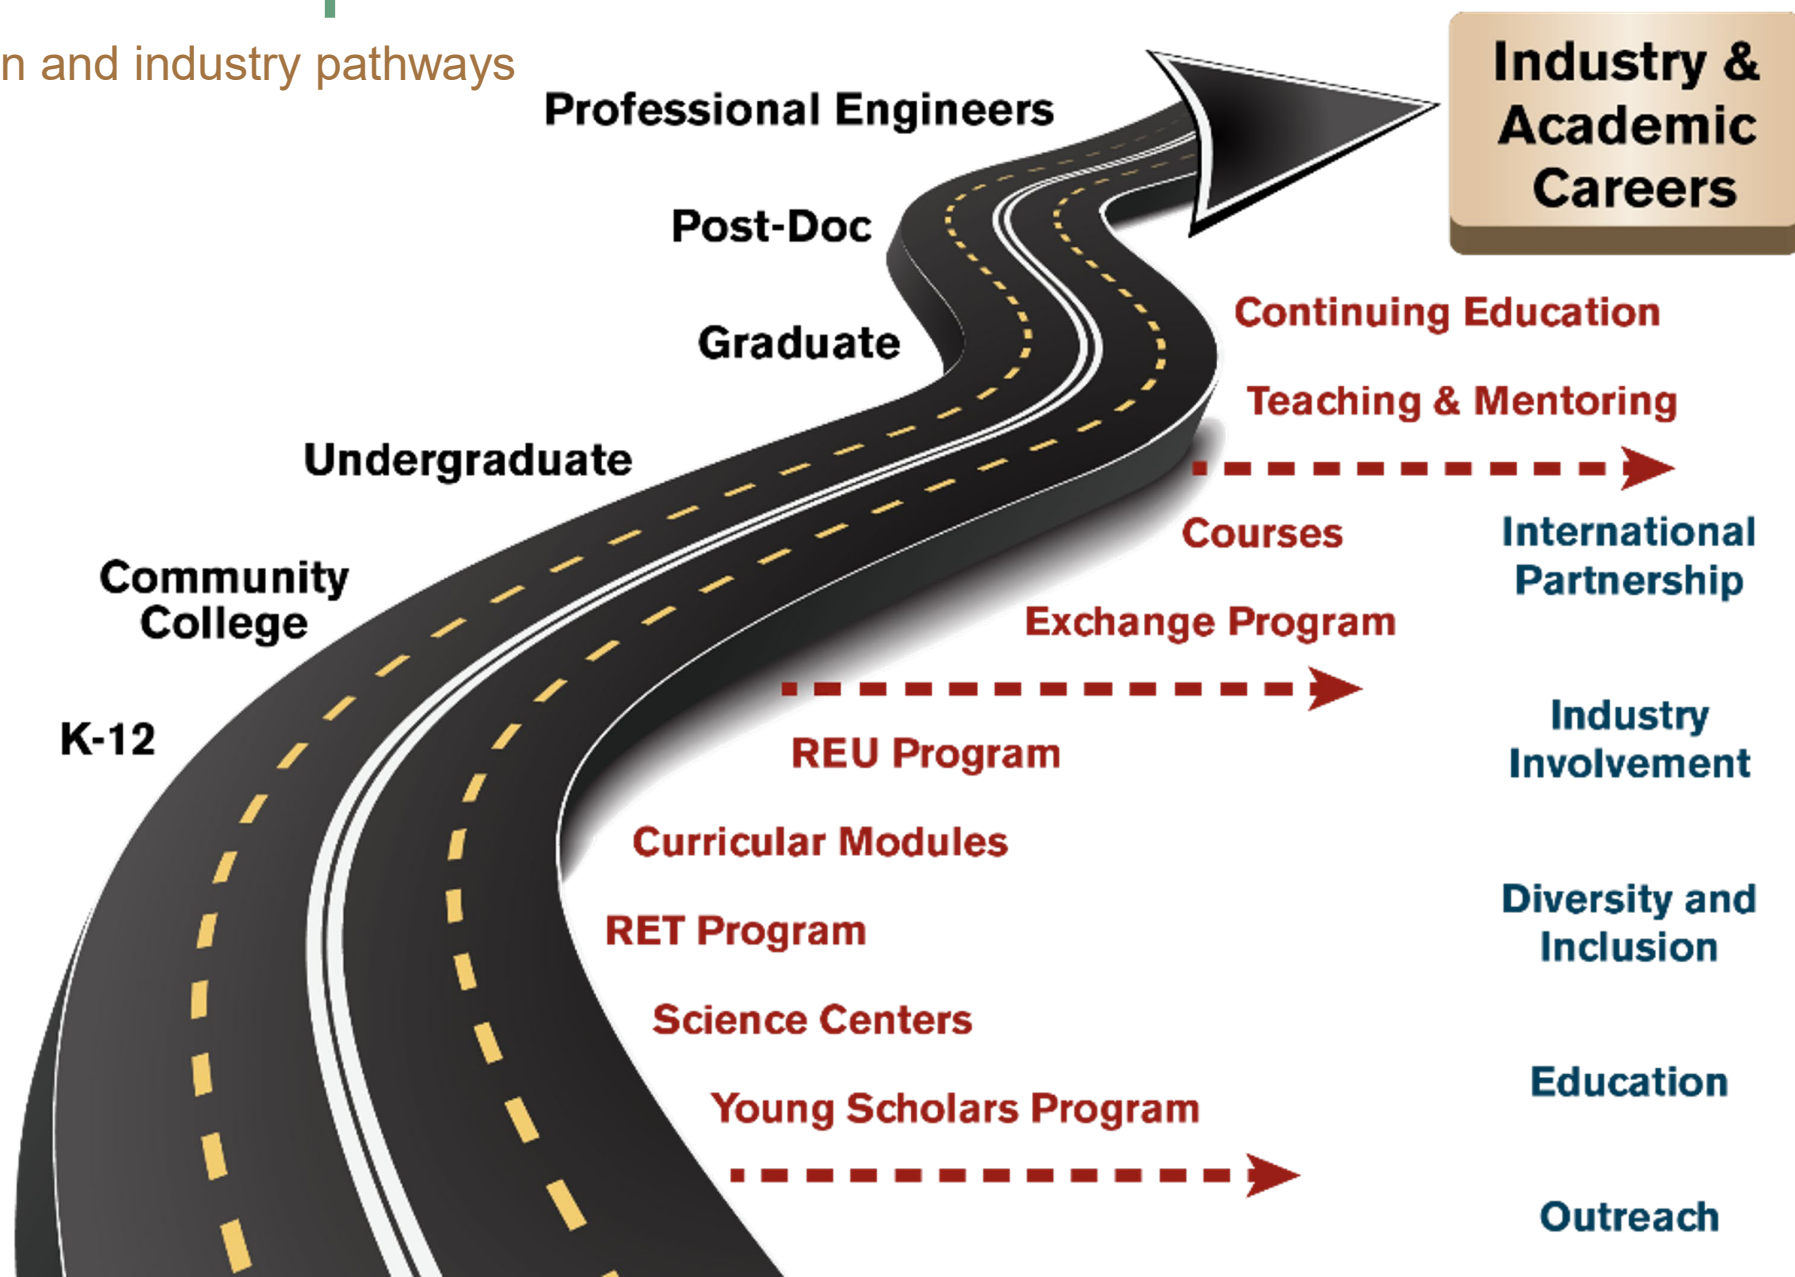 n and industry pathways
Industry &
Academic
Careers
Professional Engineers
Post-Doc
Graduate
Undergraduate
Community
College
K-12
Continuing Education
Teaching & Mentoring
Courses
Exchange Program
REU Program
Curricular Modules
RET Program
Science Centers
Young Scholars Program
International
Partnership
Industry
Involvement
Diversity and
Inclusion
Education
Outreach